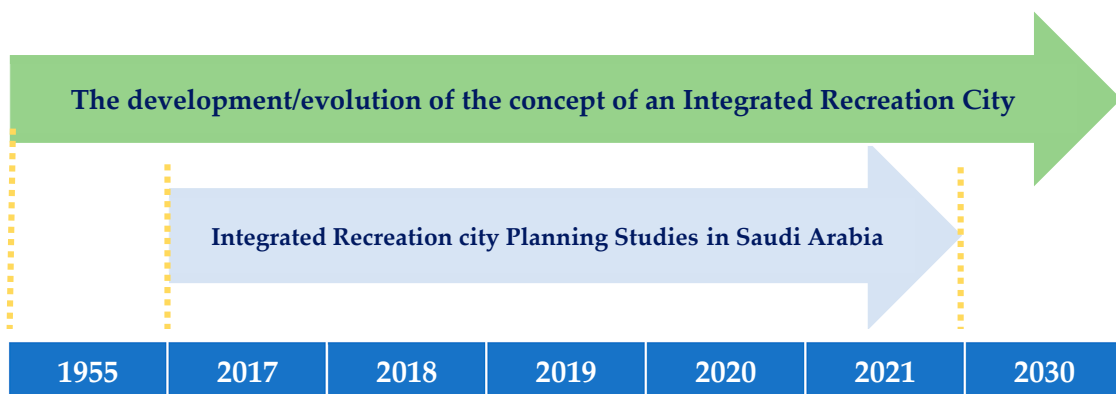 The development/evolution of the concept of an Integrated Recreation City
Integrated Recreation city Planning Studies in Saudi Arabia
1955 2017 2018 2019 2020 2021 2030